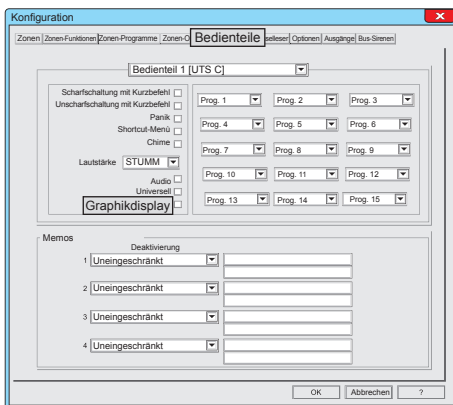 Konfiguration
Zonen Zonen-Funktionen Zonen-Programme Zonen-O Bedienteile selleser Optionen Ausgänge Bus-Sirenen
Bedienteil 1 [UTS C]
Scharfschaltung mit Kurzbefehl
Unscharfschaltung mit Kurzbefehl
Panik
Shortcut-Menü
Chime
Lautstärke STUMM
Audio
Universell
Graphikdisplay
Prog. 1 Prog. 2 Prog. 3
Prog. 4 Prog. 5 Prog. 6
Prog. 7 Prog. 8 Prog. 9
Prog. 10 Prog. 11 Prog. 12
Prog. 13 Prog. 14 Prog. 15
Memos
Deaktivierung
1 Uneingeschränkt
2 Uneingeschränkt
3 Uneingeschränkt
4 Uneingeschränkt
OK Abbrechen ?